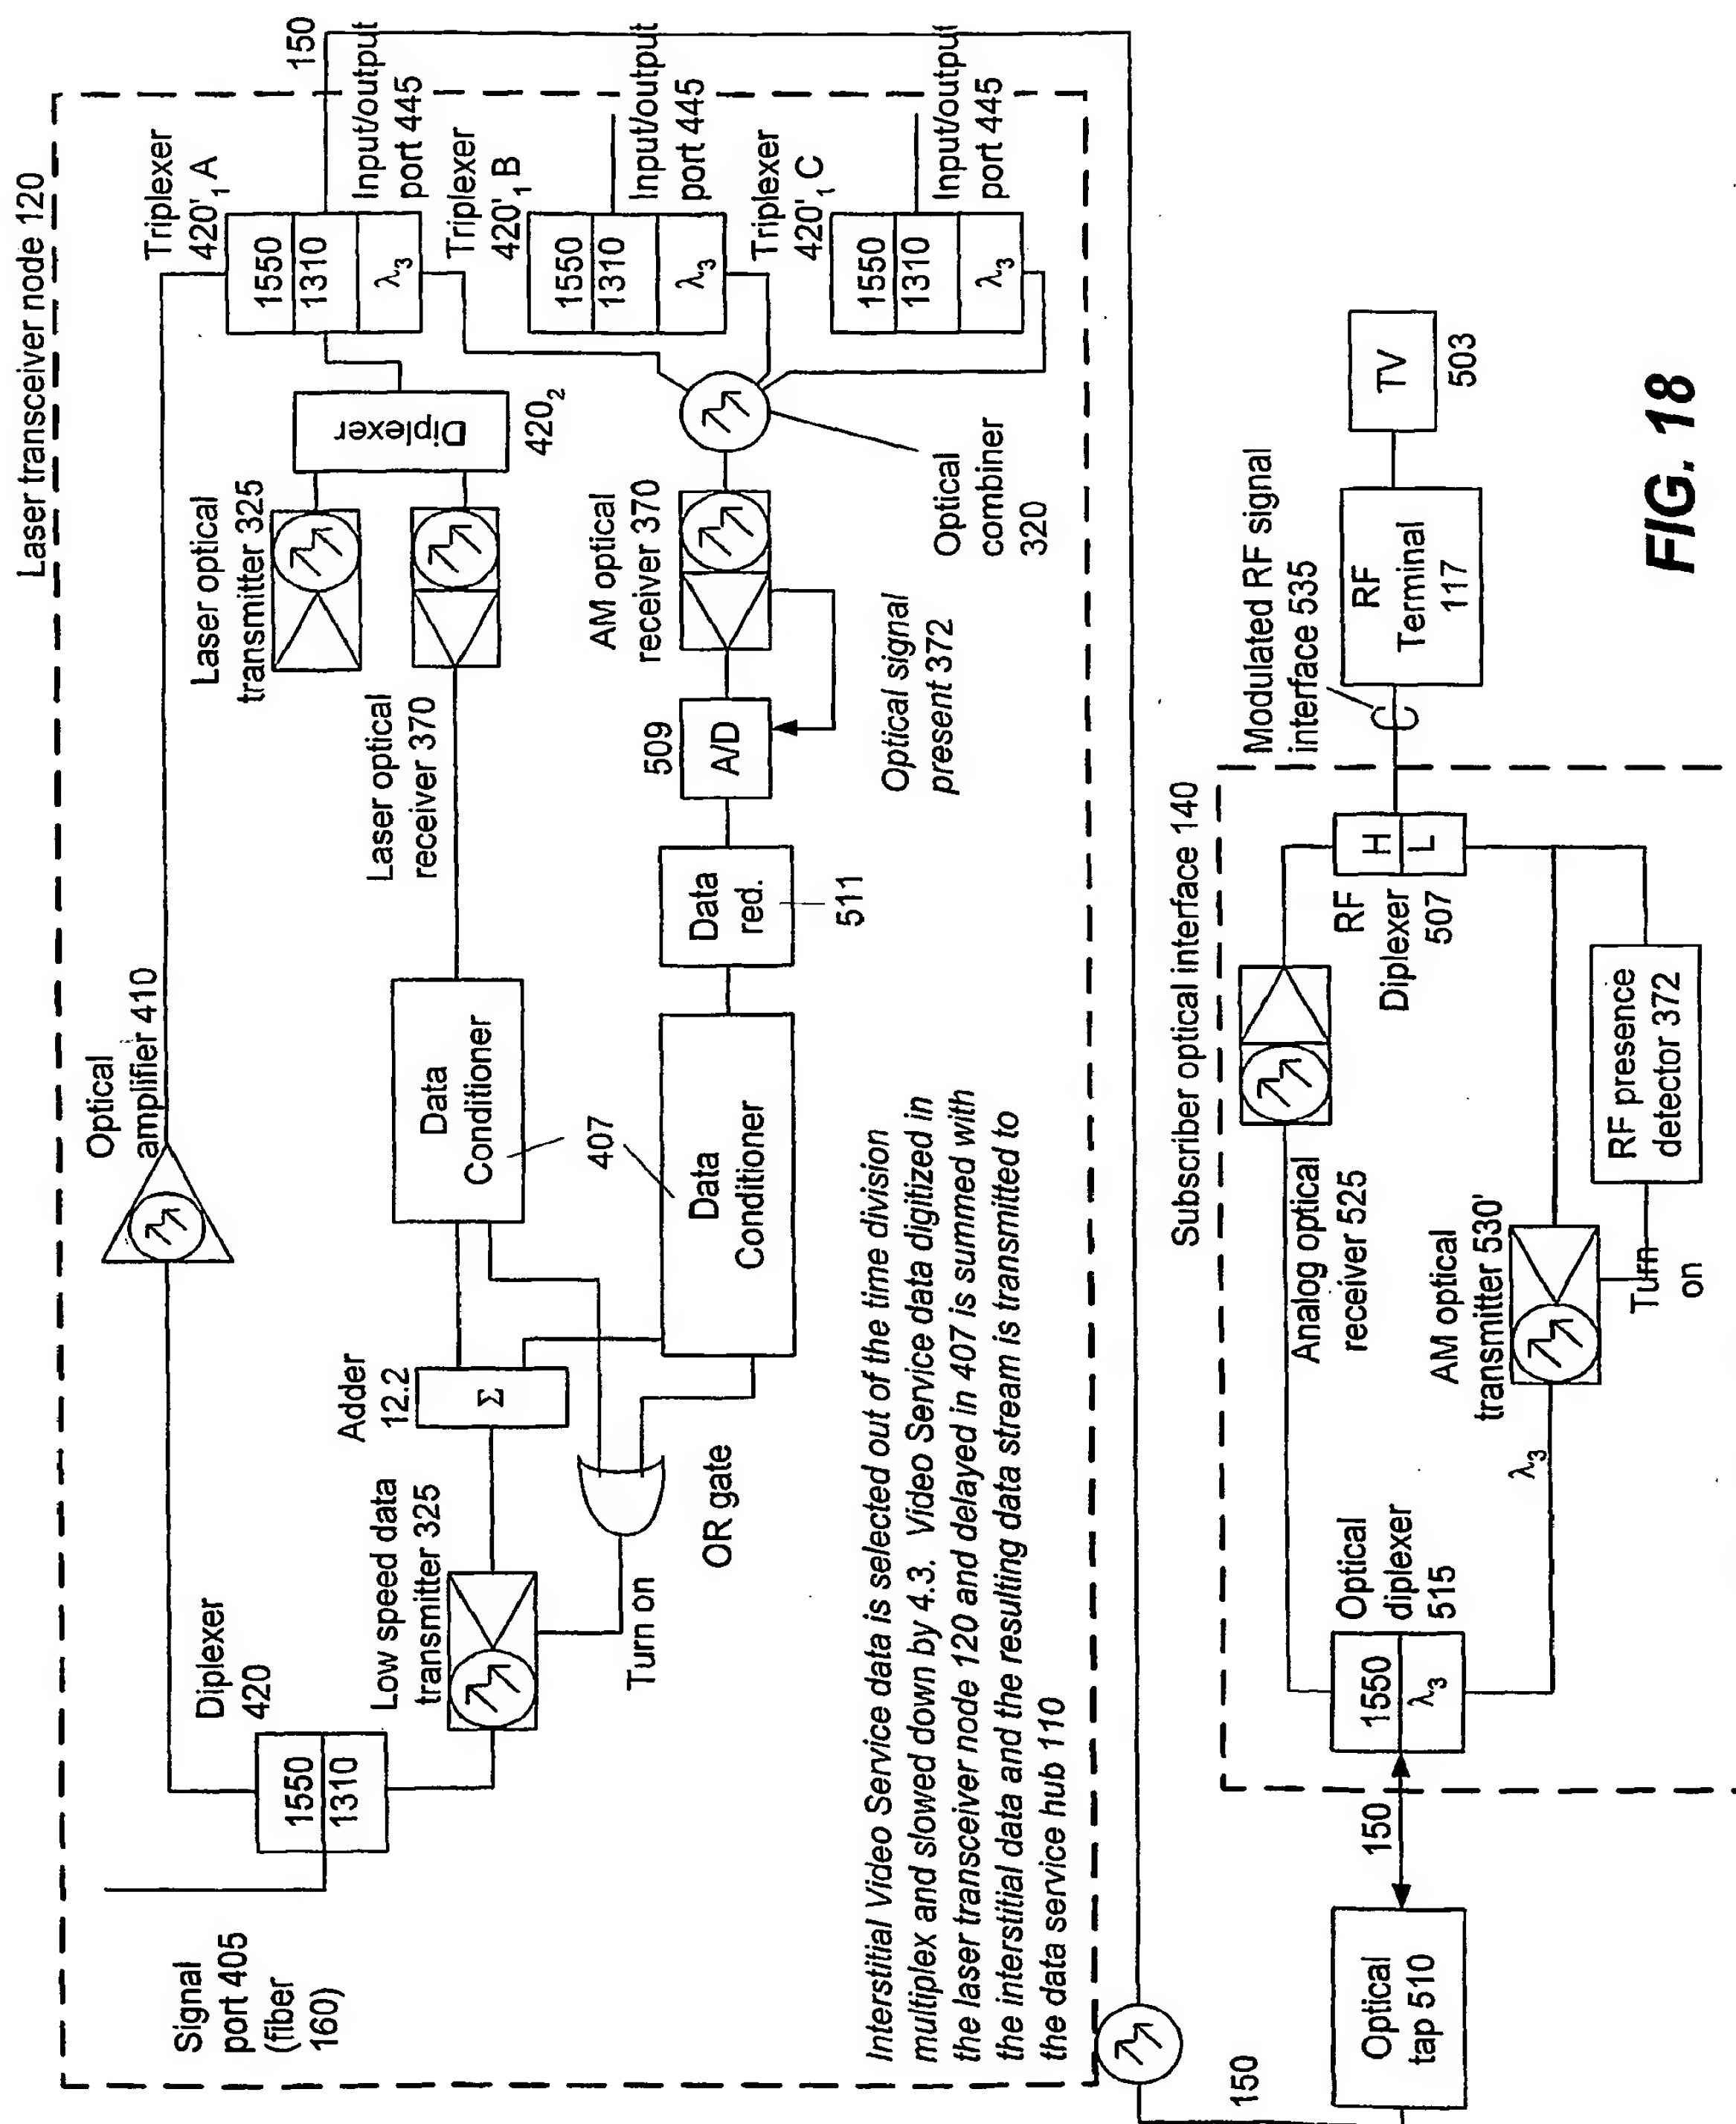 Laser transceiver node 120
Signal
port 405
(fiber
160)
Diplexer
420
1550
1310
Optical
amplifier 410
Low speed data
transmitter 325
Turn on
OR gate
Adder
12.2
Σ
Data
Conditioner
407
Data
Conditioner
Laser optical
receiver 370
Laser optical
transmitter 325
Diplexer
420₂
Data
red.
511
509
A/D
AM optical
receiver 370
Optical signal
present 372
Optical
combiner
320
Triplexer
420'₁ A
1550
1310
λ₃
Input/output
port 445
Triplexer
420'₁ B
1550
1310
λ₃
Input/output
port 445
Triplexer
420'₁ C
1550
1310
λ₃
Input/output
port 445
150
Interstitial Video Service data is selected out of the time division
multiplex and slowed down by 4.3. Video Service data digitized in
the laser transceiver node 120 and delayed in 407 is summed with
the interstitial data and the resulting data stream is transmitted to
the data service hub 110
150
Optical
tap 510
150
Subscriber optical interface 140
Optical
diplexer
515
1550
λ₃
λ₃
Analog optical
receiver 525
AM optical
transmitter 530'
Turn
on
RF presence
detector 372
RF
Diplexer
507
H
L
Modulated RF signal
interface 535
RF
Terminal
117
TV
503
FIG. 18